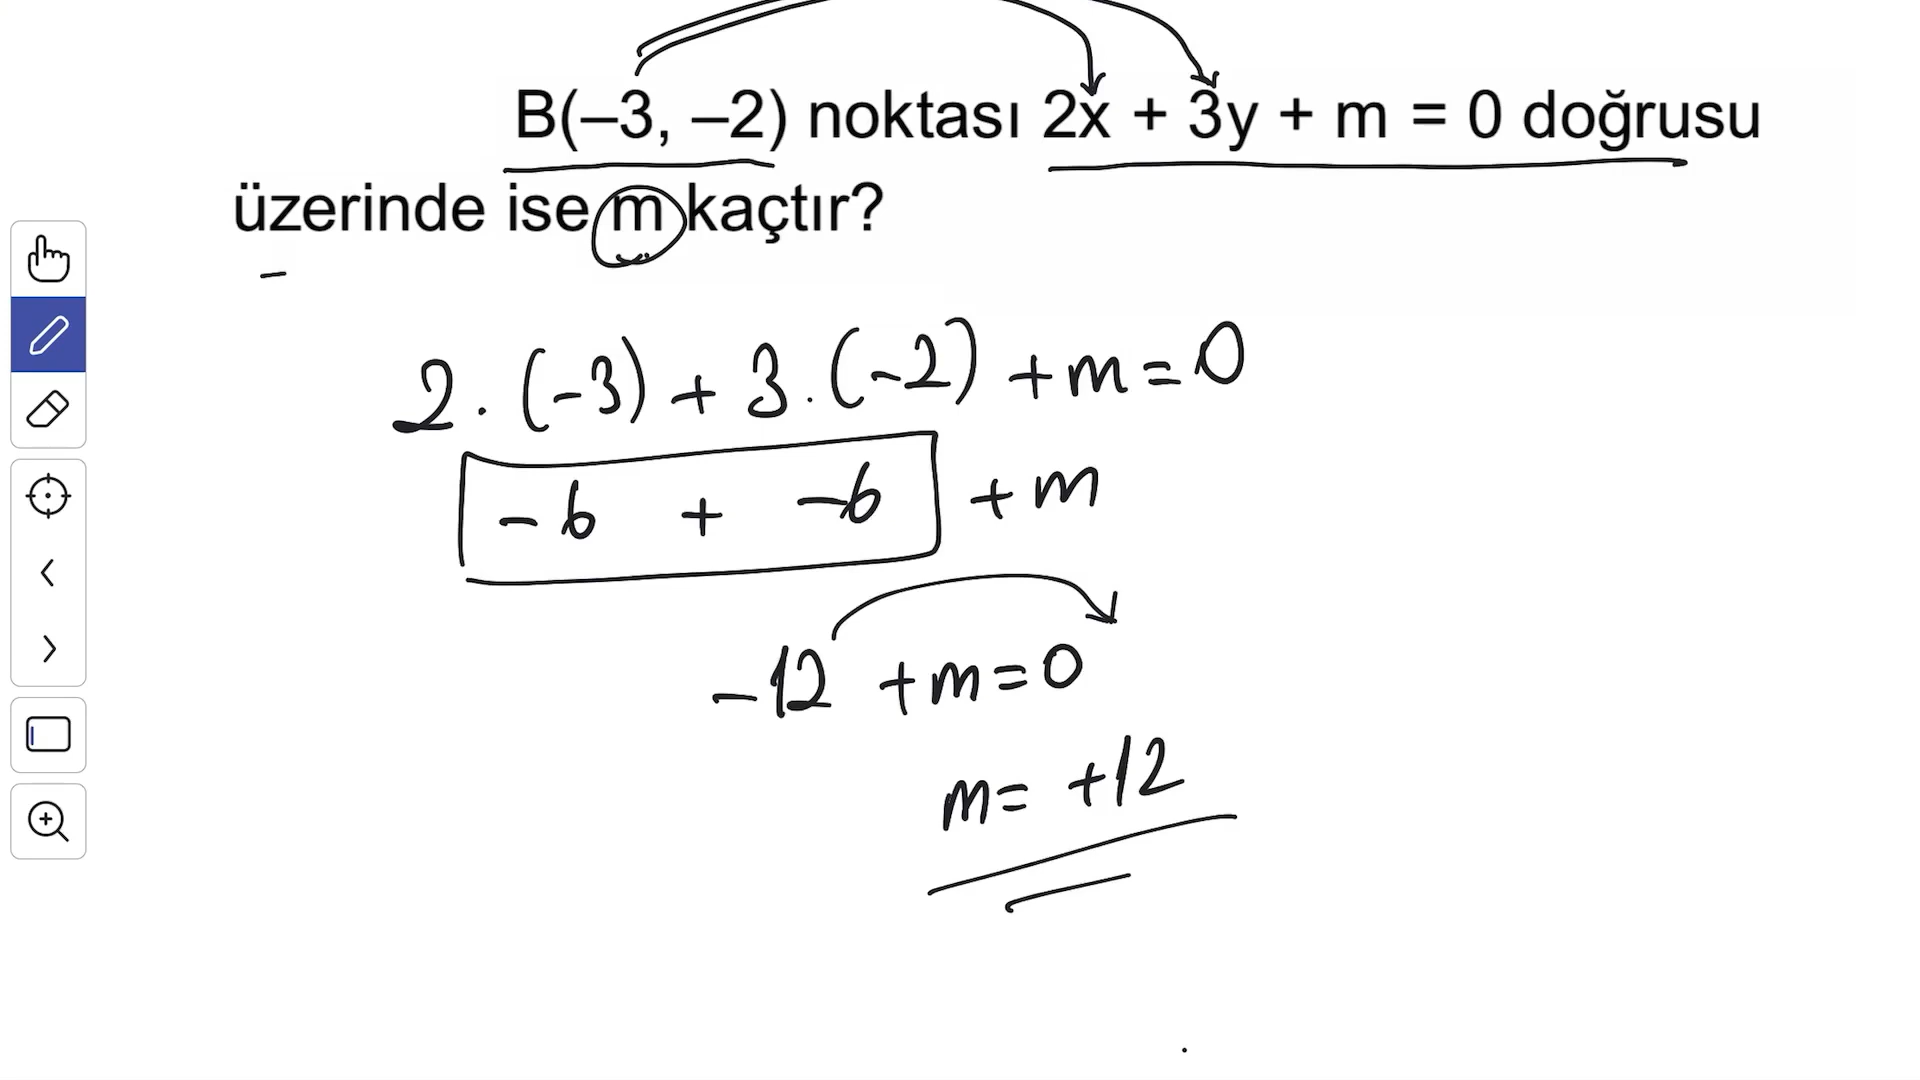 B(–3, –2) noktası 2x + 3y + m = 0 doğrusu
üzerinde ise m kaçtır?
2.(-3) + 3.(-2) + m = 0
-6 + -6 + m
-12 + m = 0
m = +12